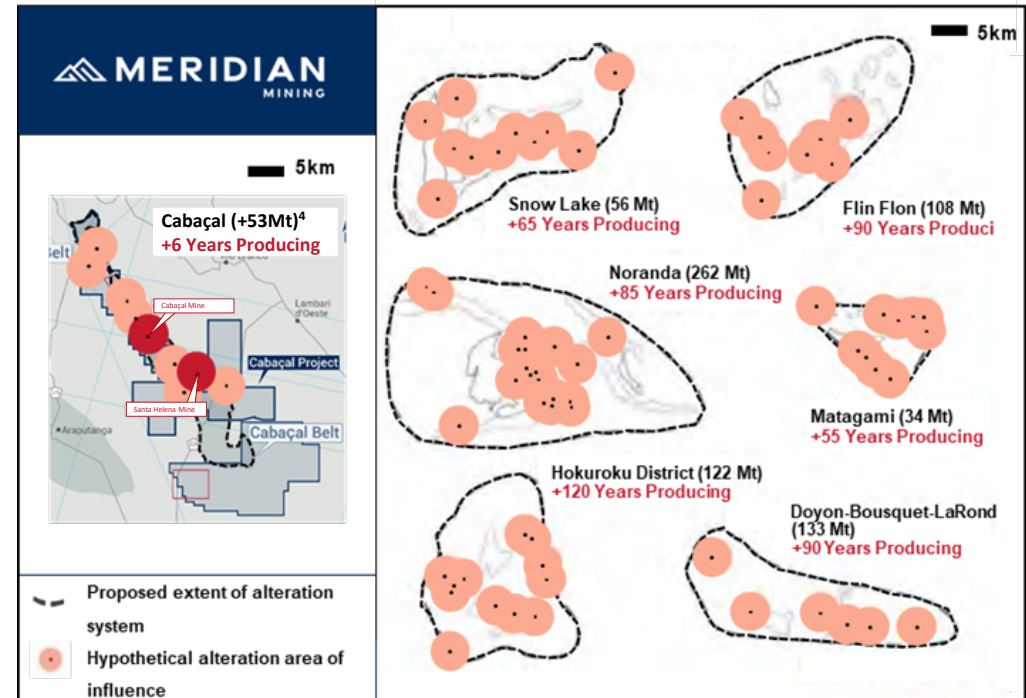 MERIDIAN
MINING
5km
Cabaçal (+53Mt)⁴
+6 Years Producing
Belt
Lambari
d'Oeste
Cabaçal Mine
Cabaçal Project
Santa Helena Mine
Araputanga
Cabaçal Belt
Proposed extent of alteration
system
Hypothetical alteration area of
influence
5km
Snow Lake (56 Mt)
+65 Years Producing
Flin Flon (108 Mt)
+90 Years Produci
Noranda (262 Mt)
+85 Years Producing
Matagami (34 Mt)
+55 Years Producing
Hokuroku District (122 Mt)
+120 Years Producing
Doyon-Bousquet-LaRond
(133 Mt)
+90 Years Producing